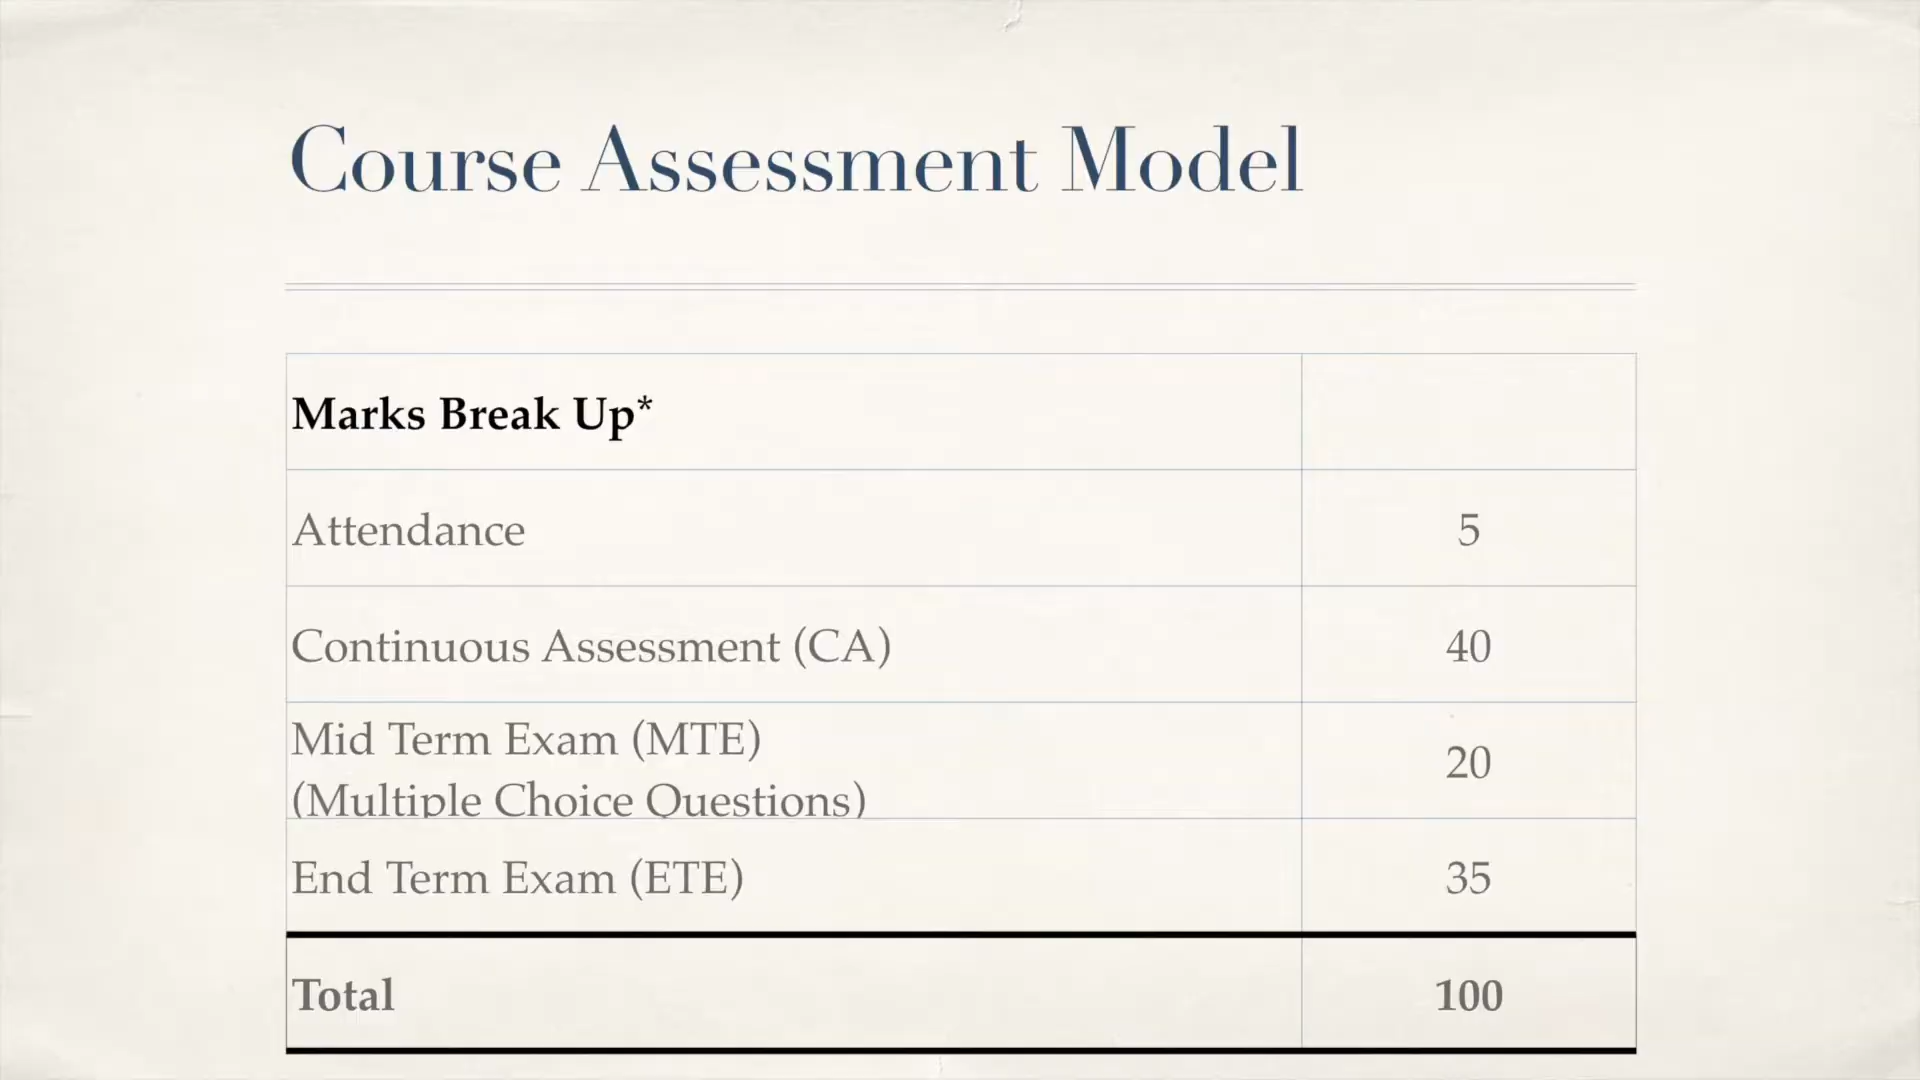 Course Assessment Model
Marks Break Up*
Attendance 5
Continuous Assessment (CA) 40
Mid Term Exam (MTE)
(Multiple Choice Questions) 20
End Term Exam (ETE) 35
Total 100